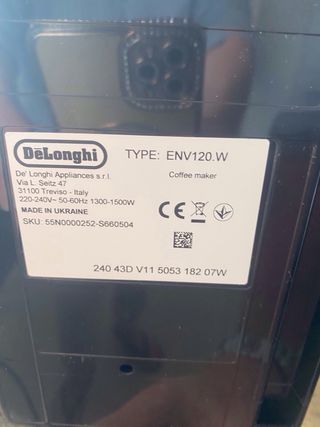 DeLonghi
TYPE: ENV120.W
De' Longhi Appliances s.r.l.
Via L. Seitz 47
31100 Treviso - Italy
220-240V~ 50-60Hz 1300-1500W
MADE IN UKRAINE
SKU: 55N0000252-S660504
Coffee maker
CE
240 43D V11 5053 182 07W